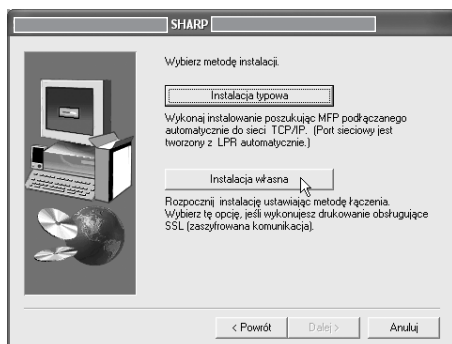 SHARP
Wybierz metodę instalacji.
Instalacja typowa
Wykonaj instalowanie poszukując MFP podłączanego
automatycznie do sieci TCP/IP. (Port sieciowy jest
tworzony z LPR automatycznie.)
Instalacja własna
Rozpocznij instalację ustawiając metodę łączenia.
Wybierz tę opcję, jeśli wykonujesz drukowanie obsługujące
SSL (zaszyfrowana komunikacja).
< Powrót Dalej > Anuluj